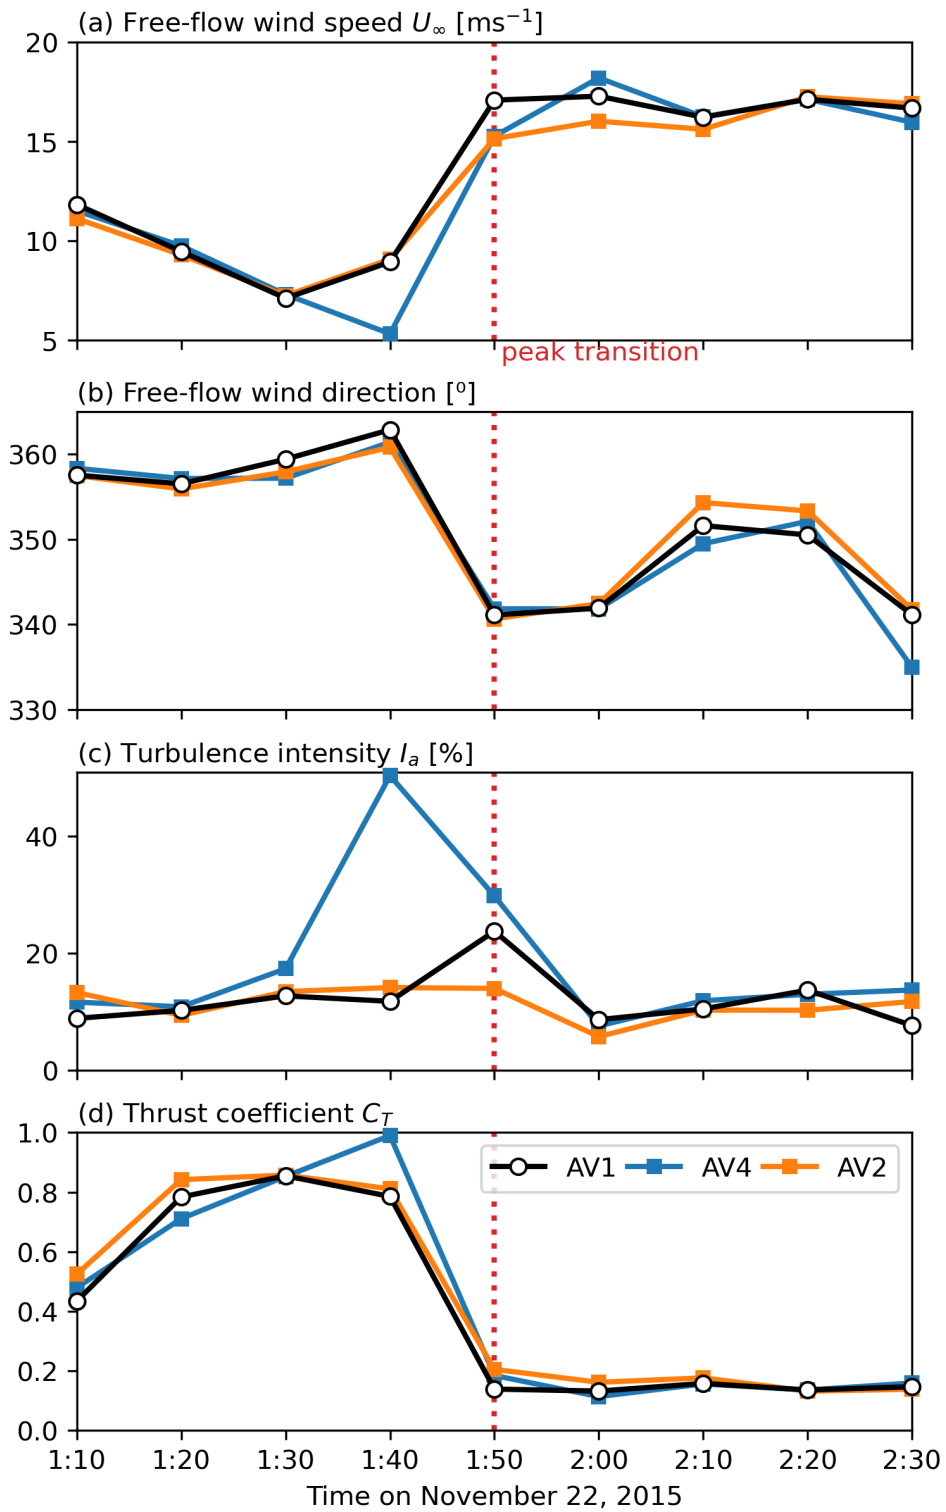 (a) Free-flow wind speed U∞ [ms⁻¹]
20
15
10
5
peak transition
(b) Free-flow wind direction [º]
360
350
340
330
(c) Turbulence intensity Iₐ [%]
40
20
0
(d) Thrust coefficient C_T
1.0
0.8
0.6
0.4
0.2
0.0
AV1 AV4 AV2
1:10 1:20 1:30 1:40 1:50 2:00 2:10 2:20 2:30
Time on November 22, 2015